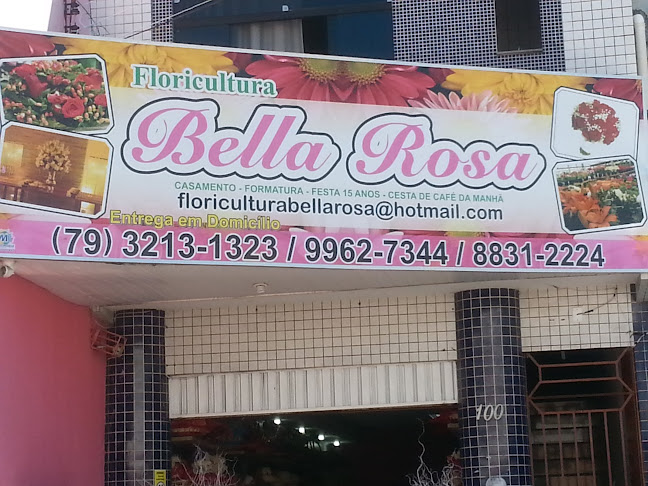 Floricultura
Bella Rosa
CASAMENTO - FORMATURA - FESTA 15 ANOS - CESTA DE CAFÉ DA MANHÃ
floriculturabellarosa@hotmail.com
Entrega em Domicílio
(79) 3213-1323 / 9962-7344 / 8831-2224
100